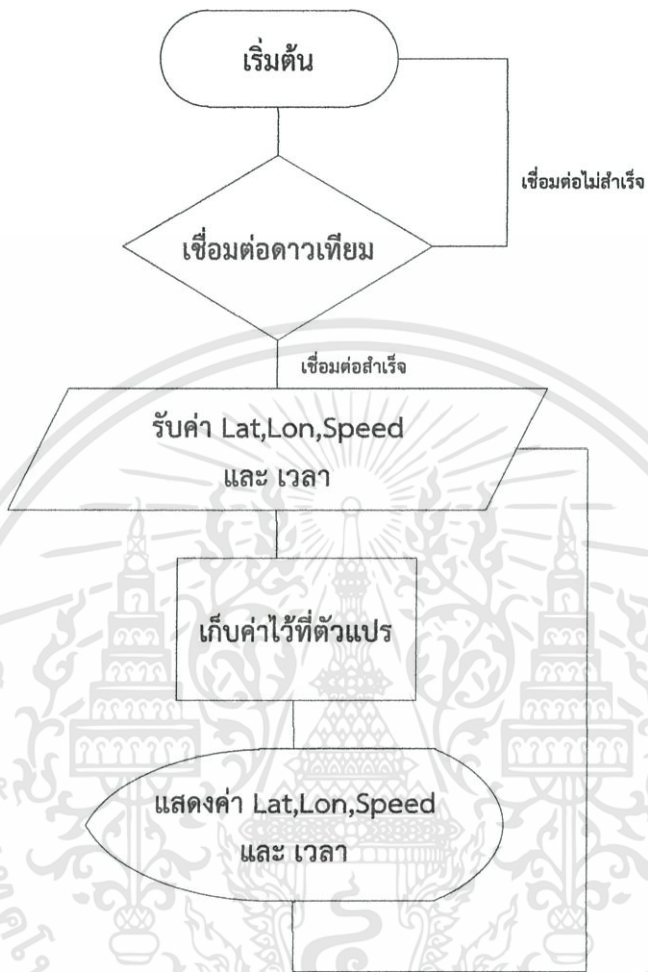 เริ่มต้น
เชื่อมต่อไม่สำเร็จ
เชื่อมต่อดาวเทียม
เชื่อมต่อสำเร็จ
รับค่า Lat,Lon,Speed
และ เวลา
เก็บค่าไว้ที่ตัวแปร
แสดงค่า Lat,Lon,Speed
และ เวลา